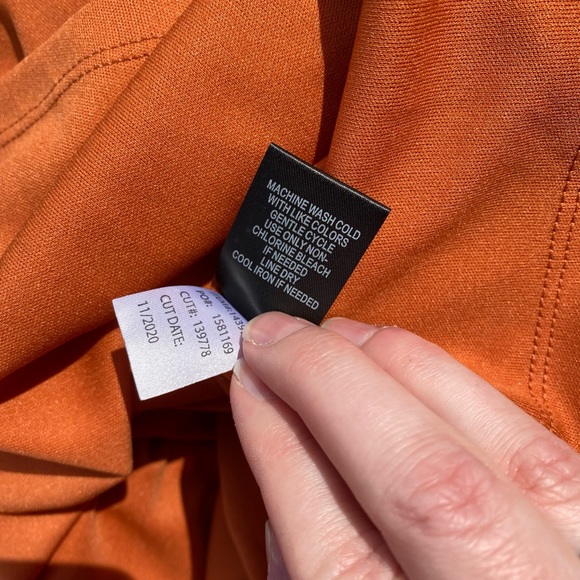 MACHINE WASH COLD
WITH LIKE COLORS
GENTLE CYCLE
USE ONLY NON-
CHLORINE BLEACH
IF NEEDED
LINE DRY
COOL IRON IF NEEDED
PO#: 1581169
CUT#: 139778
CUT DATE:
11/2020